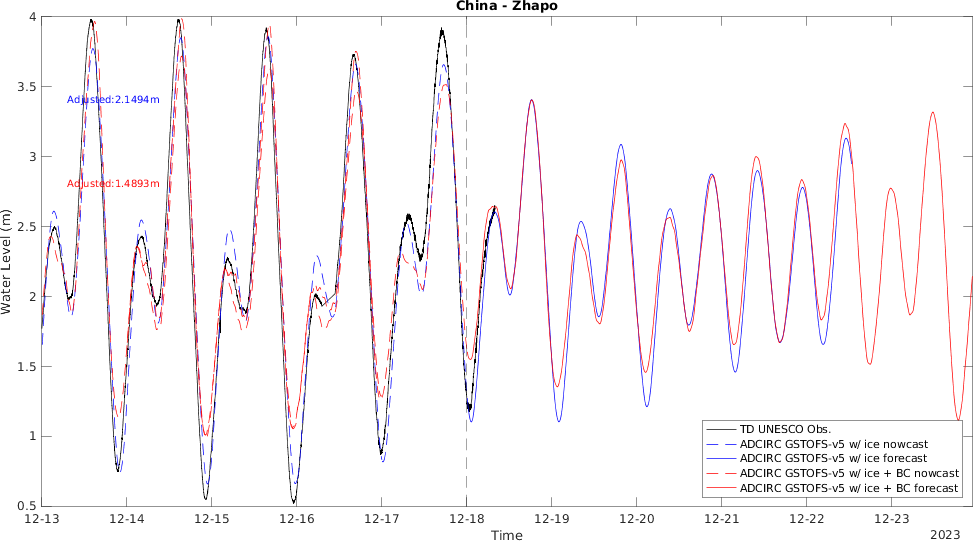 China - Zhapo
4
3.5
3
2.5
2
1.5
1
0.5
Water Level (m)
Adjusted:2.1494m
Adjusted:1.4893m
TD UNESCO Obs.
ADCIRC GSTOFS-v5 w/ ice nowcast
ADCIRC GSTOFS-v5 w/ ice forecast
ADCIRC GSTOFS-v5 w/ ice + BC nowcast
ADCIRC GSTOFS-v5 w/ ice + BC forecast
12-13 12-14 12-15 12-16 12-17 12-18 12-19 12-20 12-21 12-22 12-23
Time
2023